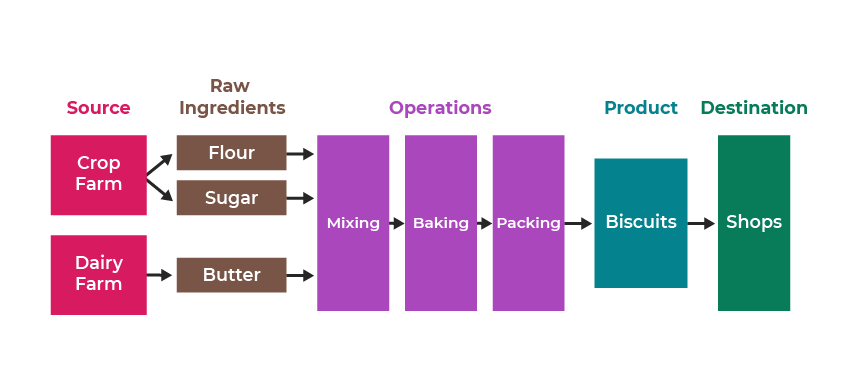 Source
Raw
Ingredients
Operations
Product
Destination
Crop
Farm
Dairy
Farm
Flour
Sugar
Butter
Mixing
Baking
Packing
Biscuits
Shops